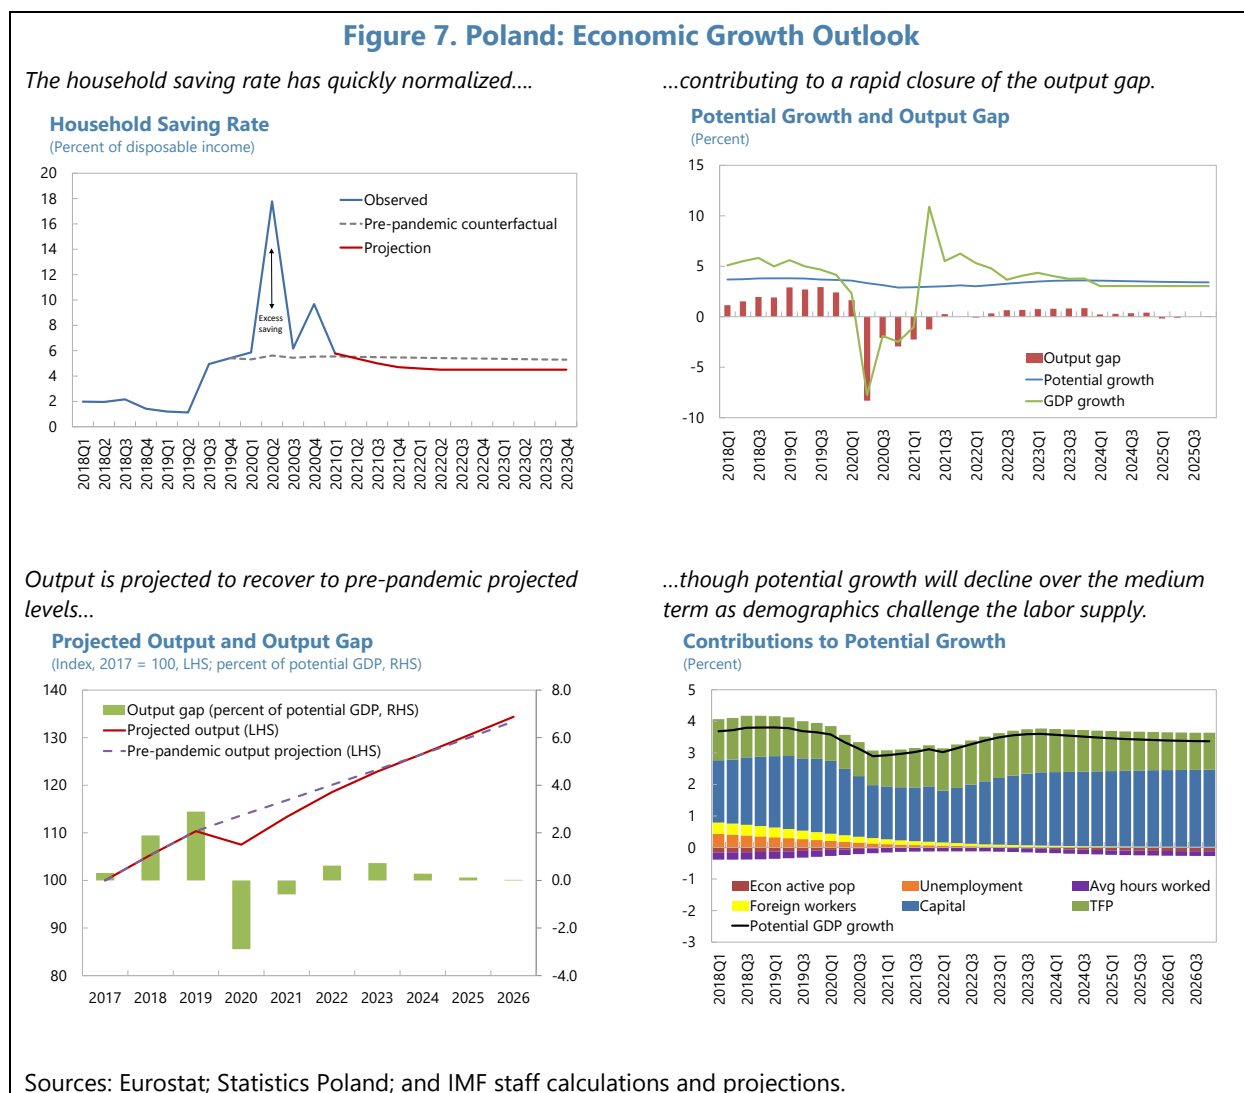 Figure 7. Poland: Economic Growth Outlook
The household saving rate has quickly normalized….
Household Saving Rate
(Percent of disposable income)
20
18
16
14
12
10
8
6
4
2
0
Observed
Pre-pandemic counterfactual
Projection
Excess
saving
2018Q1
2018Q2
2018Q3
2018Q4
2019Q1
2019Q2
2019Q3
2019Q4
2020Q1
2020Q2
2020Q3
2020Q4
2021Q1
2021Q2
2021Q3
2021Q4
2022Q1
2022Q2
2022Q3
2022Q4
2023Q1
2023Q2
2023Q3
2023Q4
…contributing to a rapid closure of the output gap.
Potential Growth and Output Gap
(Percent)
15
10
5
0
-5
-10
Output gap
Potential growth
GDP growth
2018Q1
2018Q3
2019Q1
2019Q3
2020Q1
2020Q3
2021Q1
2021Q3
2022Q1
2022Q3
2023Q1
2023Q3
2024Q1
2024Q3
2025Q1
2025Q3
Output is projected to recover to pre-pandemic projected
levels…
Projected Output and Output Gap
(Index, 2017 = 100, LHS; percent of potential GDP, RHS)
140
130
120
110
100
90
80
Output gap (percent of potential GDP, RHS)
Projected output (LHS)
Pre-pandemic output projection (LHS)
8.0
6.0
4.0
2.0
0.0
-2.0
-4.0
2017 2018 2019 2020 2021 2022 2023 2024 2025 2026
…though potential growth will decline over the medium
term as demographics challenge the labor supply.
Contributions to Potential Growth
(Percent)
5
4
3
2
1
0
-1
-2
-3
Econ active pop Unemployment Avg hours worked
Foreign workers Capital TFP
Potential GDP growth
2018Q1
2018Q3
2019Q1
2019Q3
2020Q1
2020Q3
2021Q1
2021Q3
2022Q1
2022Q3
2023Q1
2023Q3
2024Q1
2024Q3
2025Q1
2025Q3
2026Q1
2026Q3
Sources: Eurostat; Statistics Poland; and IMF staff calculations and projections.